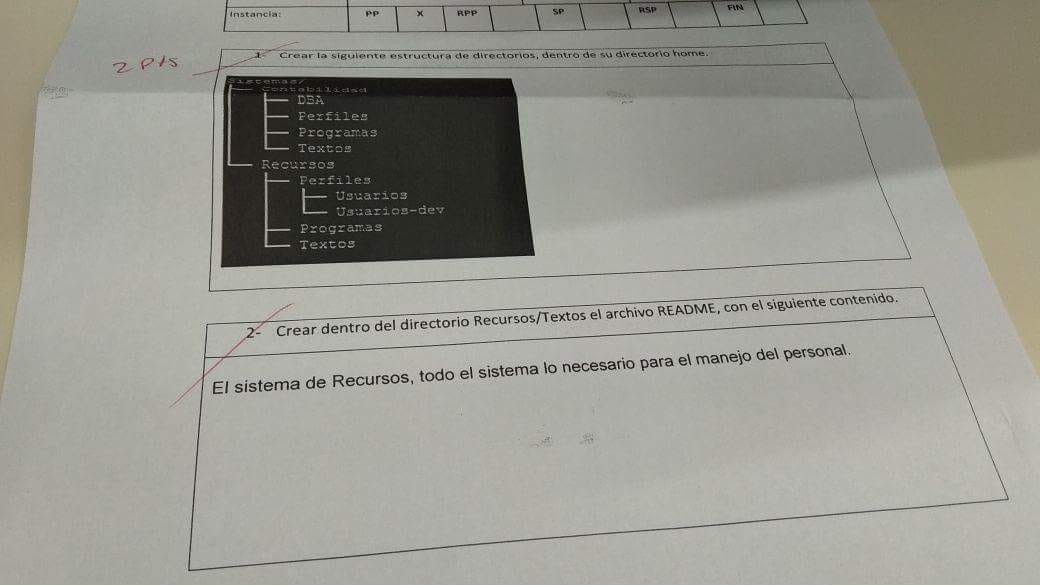 Instancia: PP X RPP SP RSP FIN
2 pts
1- Crear la siguiente estructura de directorios, dentro de su directorio home.
Sistemas/
Contabilidad
DBA
Perfiles
Programas
Textos
Recursos
Perfiles
Usuarios
Usuarios-dev
Programas
Textos
2- Crear dentro del directorio Recursos/Textos el archivo README, con el siguiente contenido.
El sistema de Recursos, todo el sistema lo necesario para el manejo del personal.